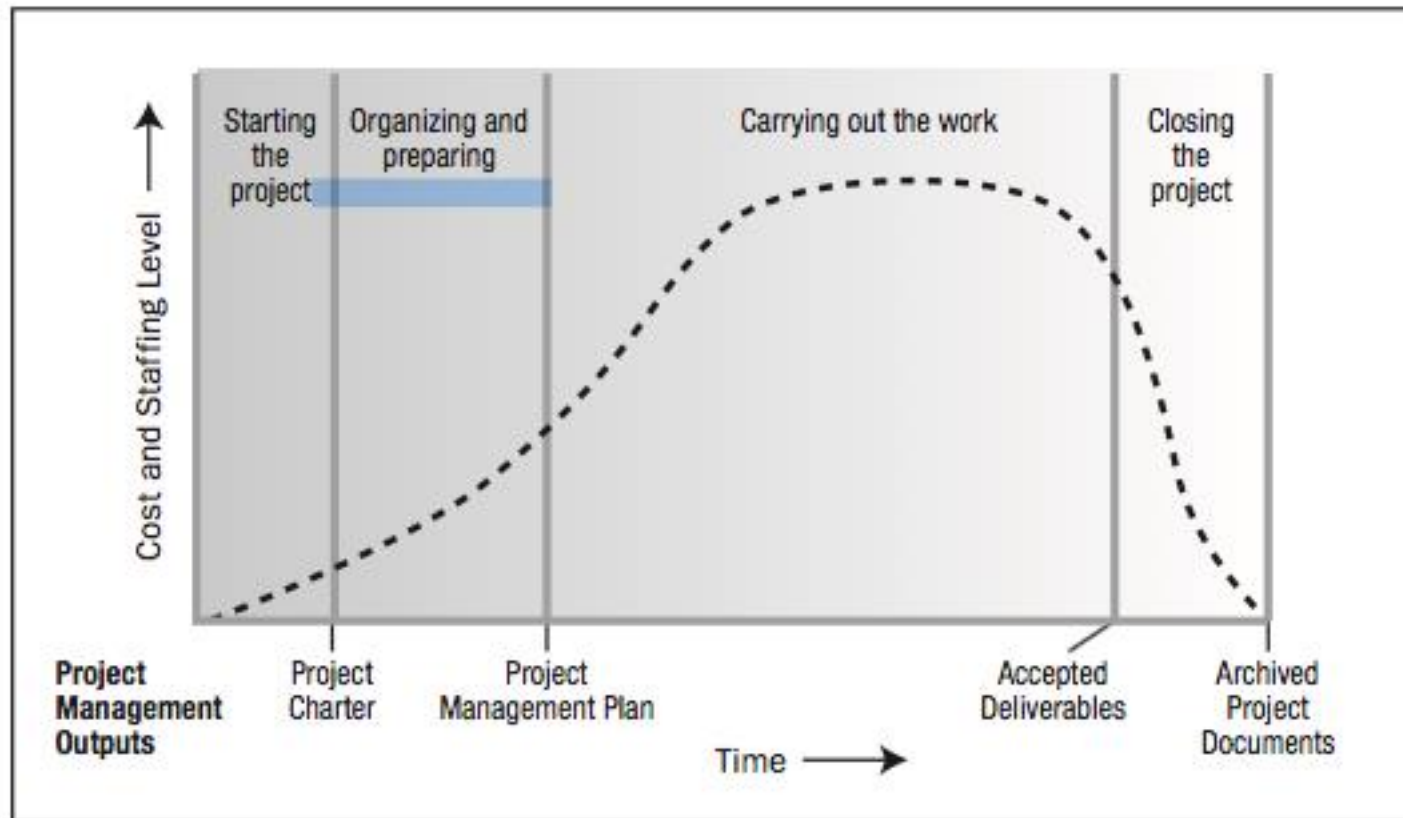 Starting
the
project
Organizing and
preparing
Carrying out the work
Closing
the
project
Cost and Staffing Level
Project
Management
Outputs
Project
Charter
Project
Management Plan
Accepted
Deliverables
Archived
Project
Documents
Time